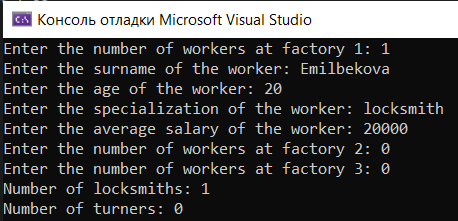 Консоль отладки Microsoft Visual Studio
Enter the number of workers at factory 1: 1
Enter the surname of the worker: Emilbekova
Enter the age of the worker: 20
Enter the specialization of the worker: locksmith
Enter the average salary of the worker: 20000
Enter the number of workers at factory 2: 0
Enter the number of workers at factory 3: 0
Number of locksmiths: 1
Number of turners: 0